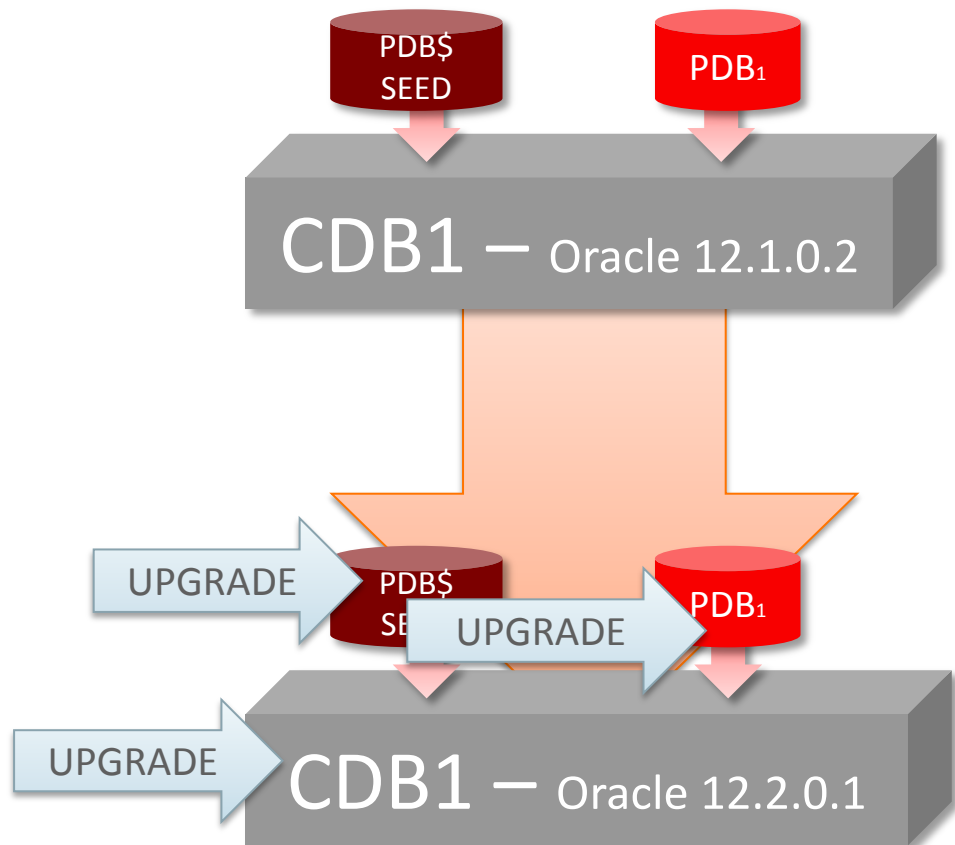 PDB$
SEED
PDB₁
CDB1 – Oracle 12.1.0.2
UPGRADE
PDB$
SE
UPGRADE
PDB₁
UPGRADE
CDB1 – Oracle 12.2.0.1